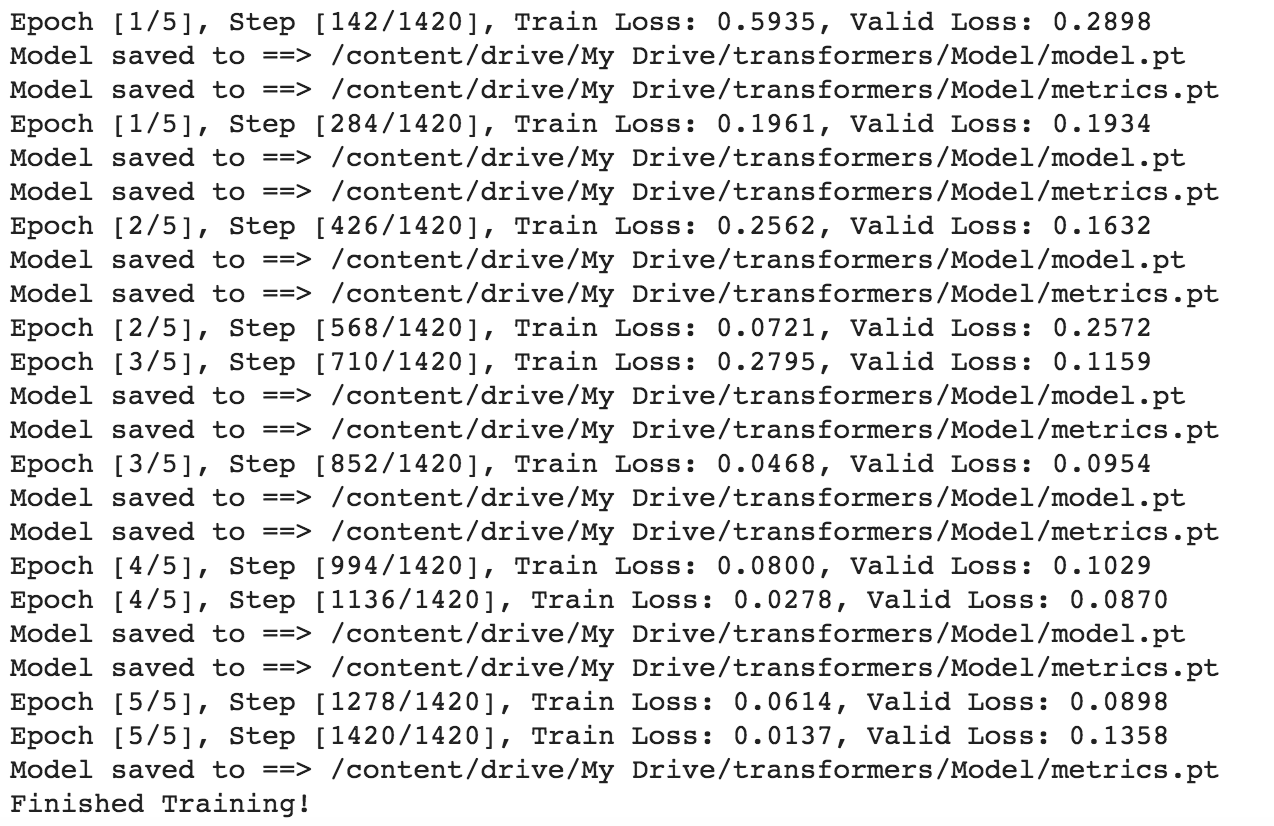 Epoch [1/5], Step [142/1420], Train Loss: 0.5935, Valid Loss: 0.2898
Model saved to ==> /content/drive/My Drive/transformers/Model/model.pt
Model saved to ==> /content/drive/My Drive/transformers/Model/metrics.pt
Epoch [1/5], Step [284/1420], Train Loss: 0.1961, Valid Loss: 0.1934
Model saved to ==> /content/drive/My Drive/transformers/Model/model.pt
Model saved to ==> /content/drive/My Drive/transformers/Model/metrics.pt
Epoch [2/5], Step [426/1420], Train Loss: 0.2562, Valid Loss: 0.1632
Model saved to ==> /content/drive/My Drive/transformers/Model/model.pt
Model saved to ==> /content/drive/My Drive/transformers/Model/metrics.pt
Epoch [2/5], Step [568/1420], Train Loss: 0.0721, Valid Loss: 0.2572
Epoch [3/5], Step [710/1420], Train Loss: 0.2795, Valid Loss: 0.1159
Model saved to ==> /content/drive/My Drive/transformers/Model/model.pt
Model saved to ==> /content/drive/My Drive/transformers/Model/metrics.pt
Epoch [3/5], Step [852/1420], Train Loss: 0.0468, Valid Loss: 0.0954
Model saved to ==> /content/drive/My Drive/transformers/Model/model.pt
Model saved to ==> /content/drive/My Drive/transformers/Model/metrics.pt
Epoch [4/5], Step [994/1420], Train Loss: 0.0800, Valid Loss: 0.1029
Epoch [4/5], Step [1136/1420], Train Loss: 0.0278, Valid Loss: 0.0870
Model saved to ==> /content/drive/My Drive/transformers/Model/model.pt
Model saved to ==> /content/drive/My Drive/transformers/Model/metrics.pt
Epoch [5/5], Step [1278/1420], Train Loss: 0.0614, Valid Loss: 0.0898
Epoch [5/5], Step [1420/1420], Train Loss: 0.0137, Valid Loss: 0.1358
Model saved to ==> /content/drive/My Drive/transformers/Model/metrics.pt
Finished Training!